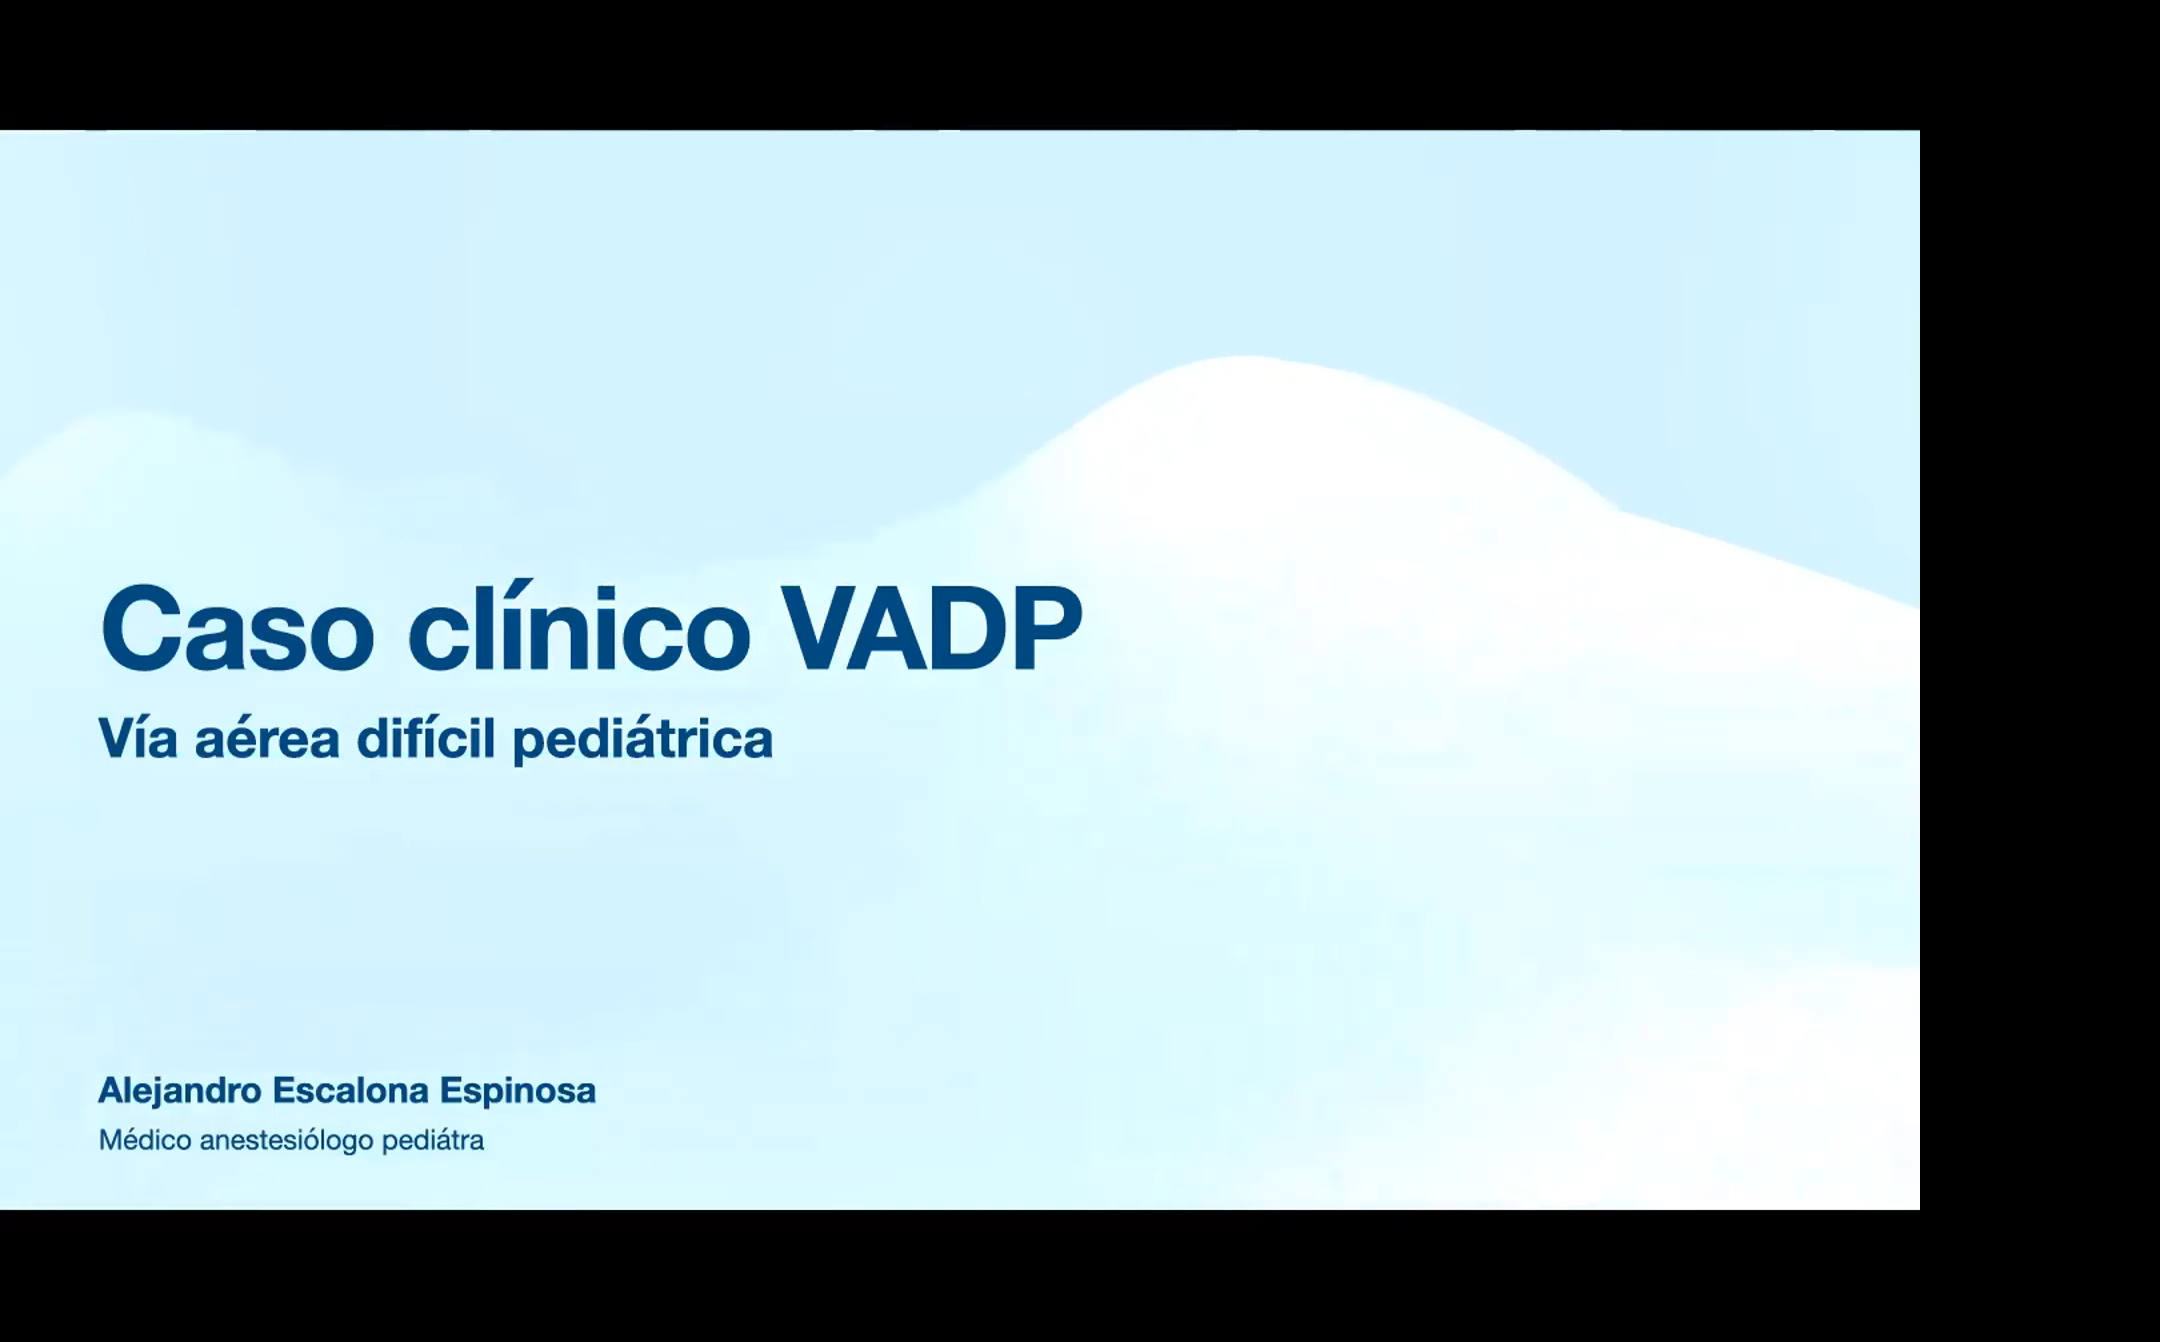 Caso clínico VADP
Vía aérea difícil pediátrica
Alejandro Escalona Espinosa
Médico anestesiólogo pediátra